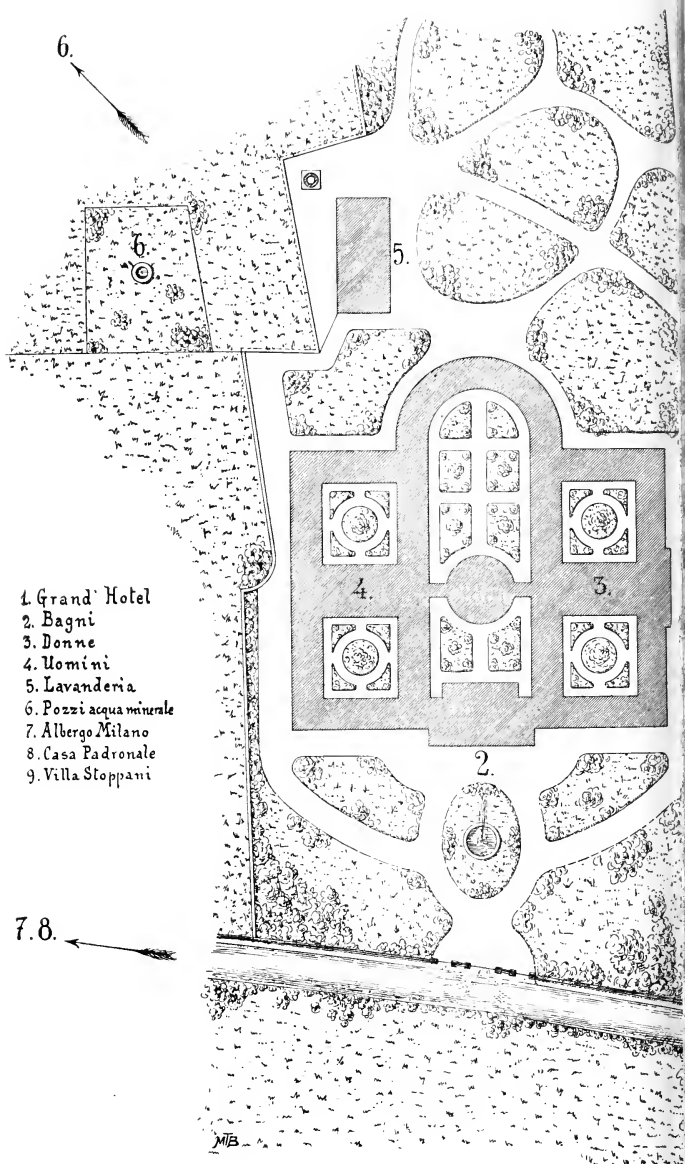 6.
6.
5.
1. Grand' Hotel
2. Bagni
3. Donne
4. Uomini
5. Lavanderia
6. Pozzi acqua minerale
7. Albergo Milano
8. Casa Padronale
9. Villa Stoppani
4.
3.
2.
7.8.
MTB